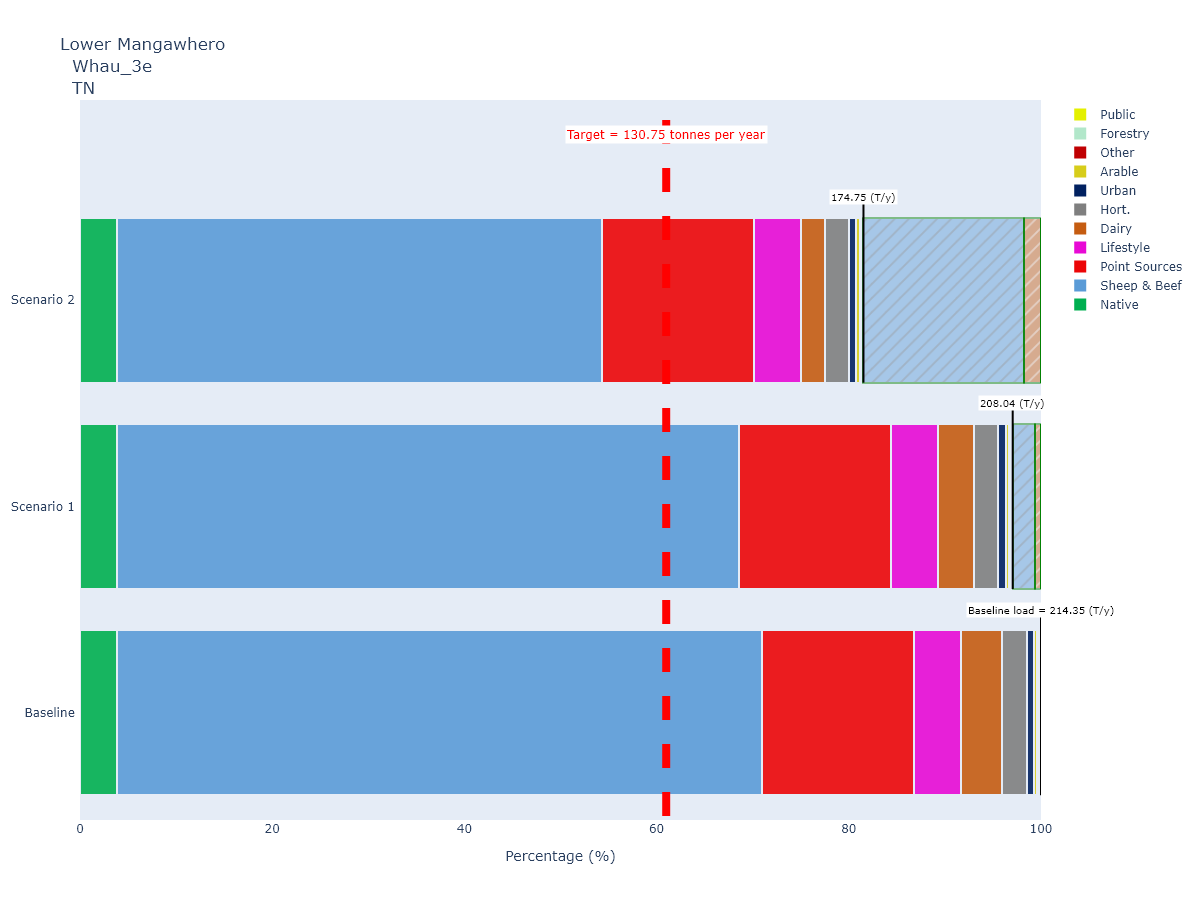 Lower Mangawhero
Whau_3e
TN
Target = 130.75 tonnes per year
174.75 (T/y)
Scenario 2
208.04 (T/y)
Scenario 1
Baseline load = 214.35 (T/y)
Baseline
0 20 40 60 80 100
Percentage (%)
Public
Forestry
Other
Arable
Urban
Hort.
Dairy
Lifestyle
Point Sources
Sheep & Beef
Native